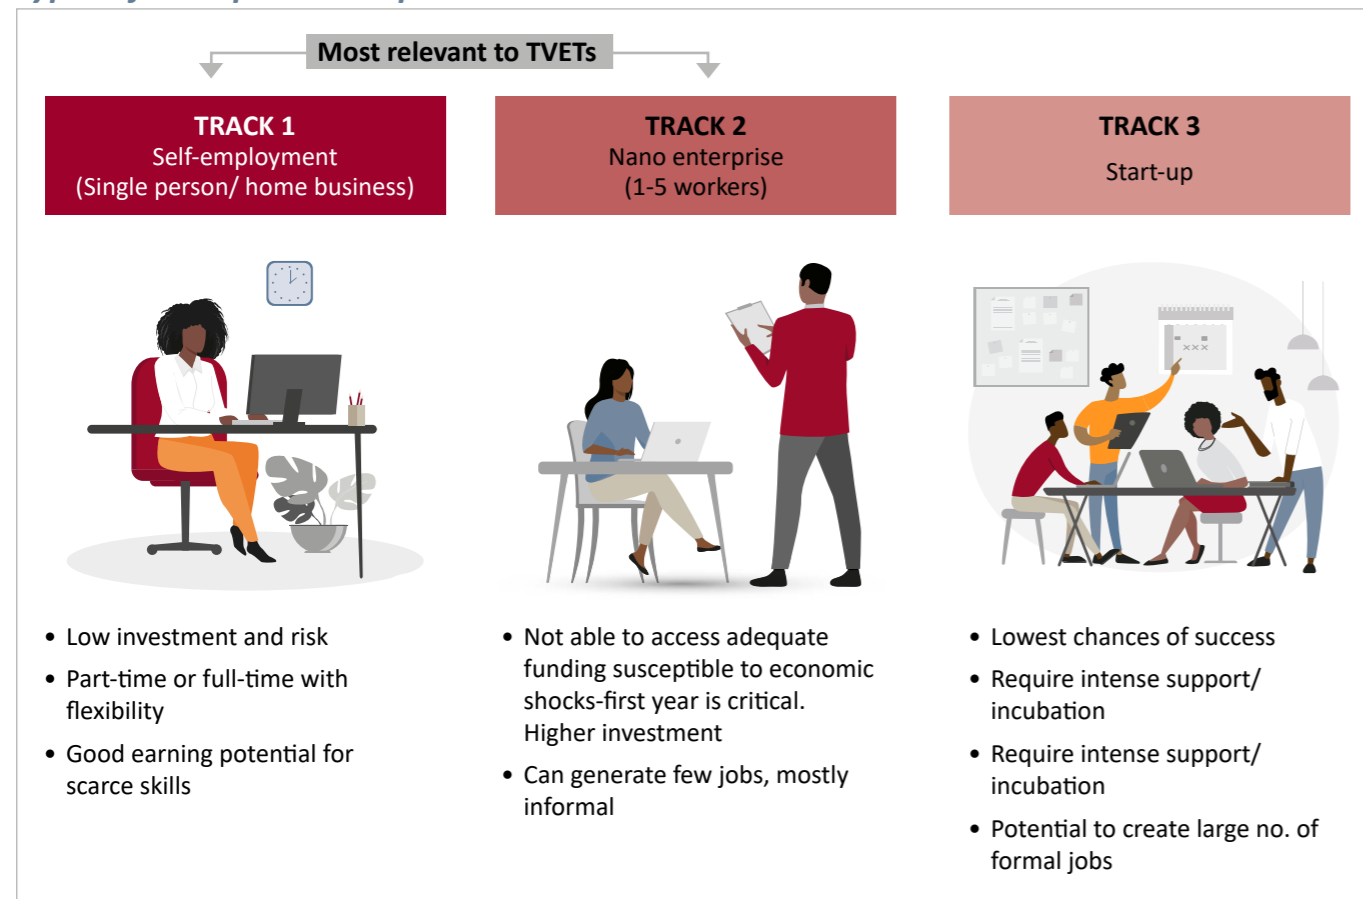 Most relevant to TVETs
TRACK 1
Self-employment
(Single person/ home business)
TRACK 2
Nano enterprise
(1-5 workers)
TRACK 3
Start-up
• Low investment and risk
• Part-time or full-time with
flexibility
• Good earning potential for
scarce skills
• Not able to access adequate
funding susceptible to economic
shocks-first year is critical.
Higher investment
• Can generate few jobs, mostly
informal
• Lowest chances of success
• Require intense support/
incubation
• Require intense support/
incubation
• Potential to create large no. of
formal jobs